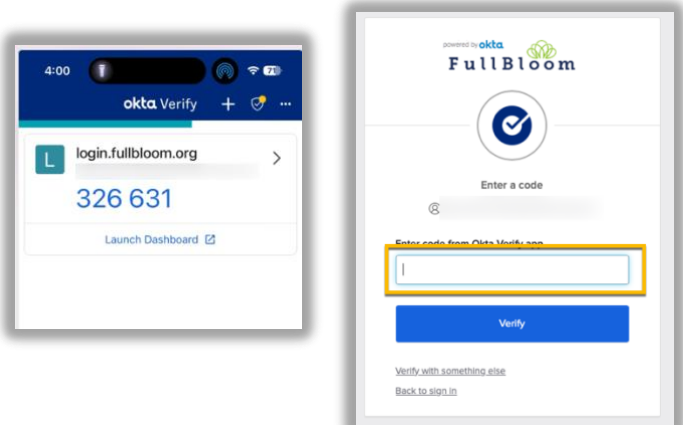 4:00
71
okta Verify
L
login.fullbloom.org
326 631
Launch Dashboard
powered by okta
FullBloom
Enter a code
Enter code from Okta Verify app
Verify
Verify with something else
Back to sign in